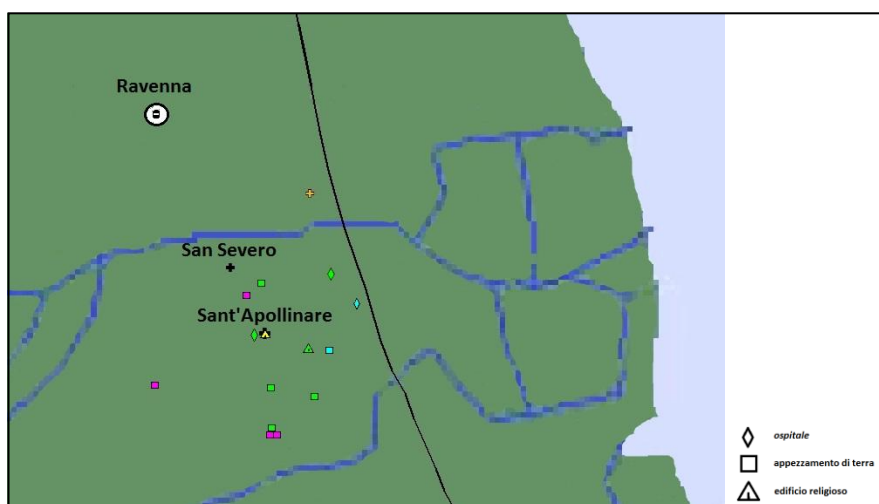 Ravenna
San Severo
Sant'Apollinare
ospitale
appezzamento di terra
edificio religioso